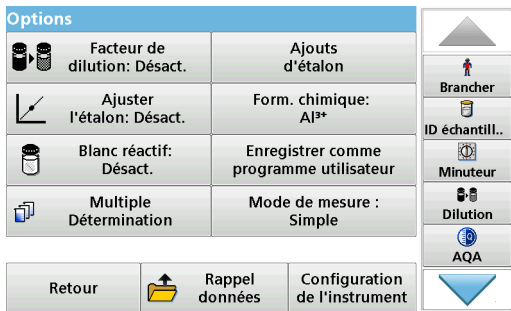 Options
Facteur de
dilution: Désact.
Ajouts
d'étalon
Ajuster
l'étalon: Désact.
Form. chimique:
Al³⁺
Blanc réactif:
Désact.
Enregistrer comme
programme utilisateur
Multiple
Détermination
Mode de mesure :
Simple
Retour
Rappel
données
Configuration
de l'instrument
Brancher
ID échantill..
Minuteur
Dilution
AQA